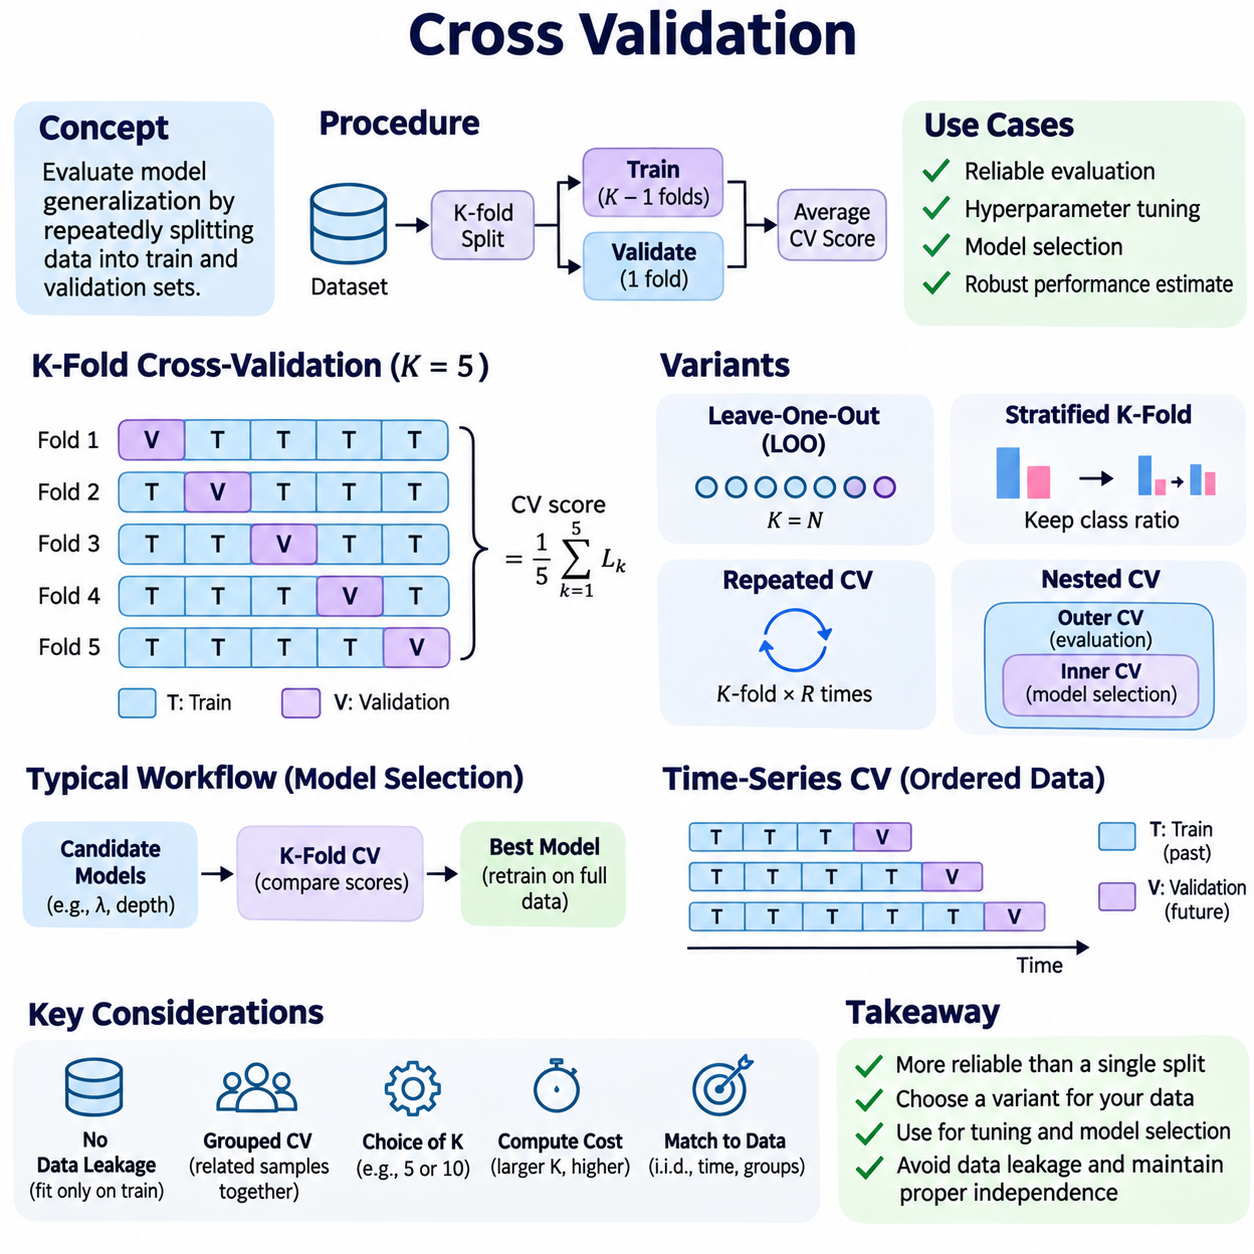 Cross Validation
Concept
Evaluate model
generalization by
repeatedly splitting
data into train and
validation sets.
Procedure
Dataset
K-fold
Split
Train
(K − 1 folds)
Validate
(1 fold)
Average
CV Score
Use Cases
Reliable evaluation
Hyperparameter tuning
Model selection
Robust performance estimate
K-Fold Cross-Validation (K = 5)
Fold 1 V T T T T
Fold 2 T V T T T
Fold 3 T T V T T
Fold 4 T T T V T
Fold 5 T T T T V
T: Train V: Validation
CV score
= 1/5 ∑_{k=1}^{5} L_k
Variants
Leave-One-Out
(LOO)
K = N
Stratified K-Fold
Keep class ratio
Repeated CV
K-fold × R times
Nested CV
Outer CV
(evaluation)
Inner CV
(model selection)
Typical Workflow (Model Selection)
Candidate
Models
(e.g., λ, depth)
K-Fold CV
(compare scores)
Best Model
(retrain on full
data)
Time-Series CV (Ordered Data)
T T T V
T T T T V
T T T T T V
Time
T: Train
(past)
V: Validation
(future)
Key Considerations
No
Data Leakage
(fit only on train)
Grouped CV
(related samples
together)
Choice of K
(e.g., 5 or 10)
Compute Cost
(larger K, higher)
Match to Data
(i.i.d., time, groups)
Takeaway
More reliable than a single split
Choose a variant for your data
Use for tuning and model selection
Avoid data leakage and maintain
proper independence